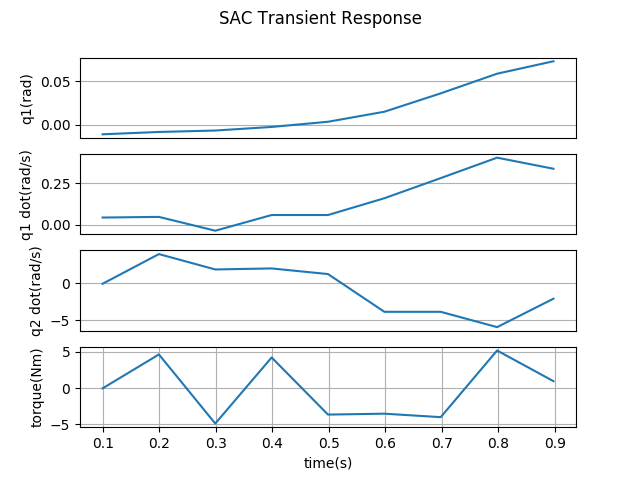 SAC Transient Response
q1(rad)
0.05
0.00
q1 dot(rad/s)
0.25
0.00
q2 dot(rad/s)
0
−5
torque(Nm)
5
0
−5
0.1 0.2 0.3 0.4 0.5 0.6 0.7 0.8 0.9
time(s)